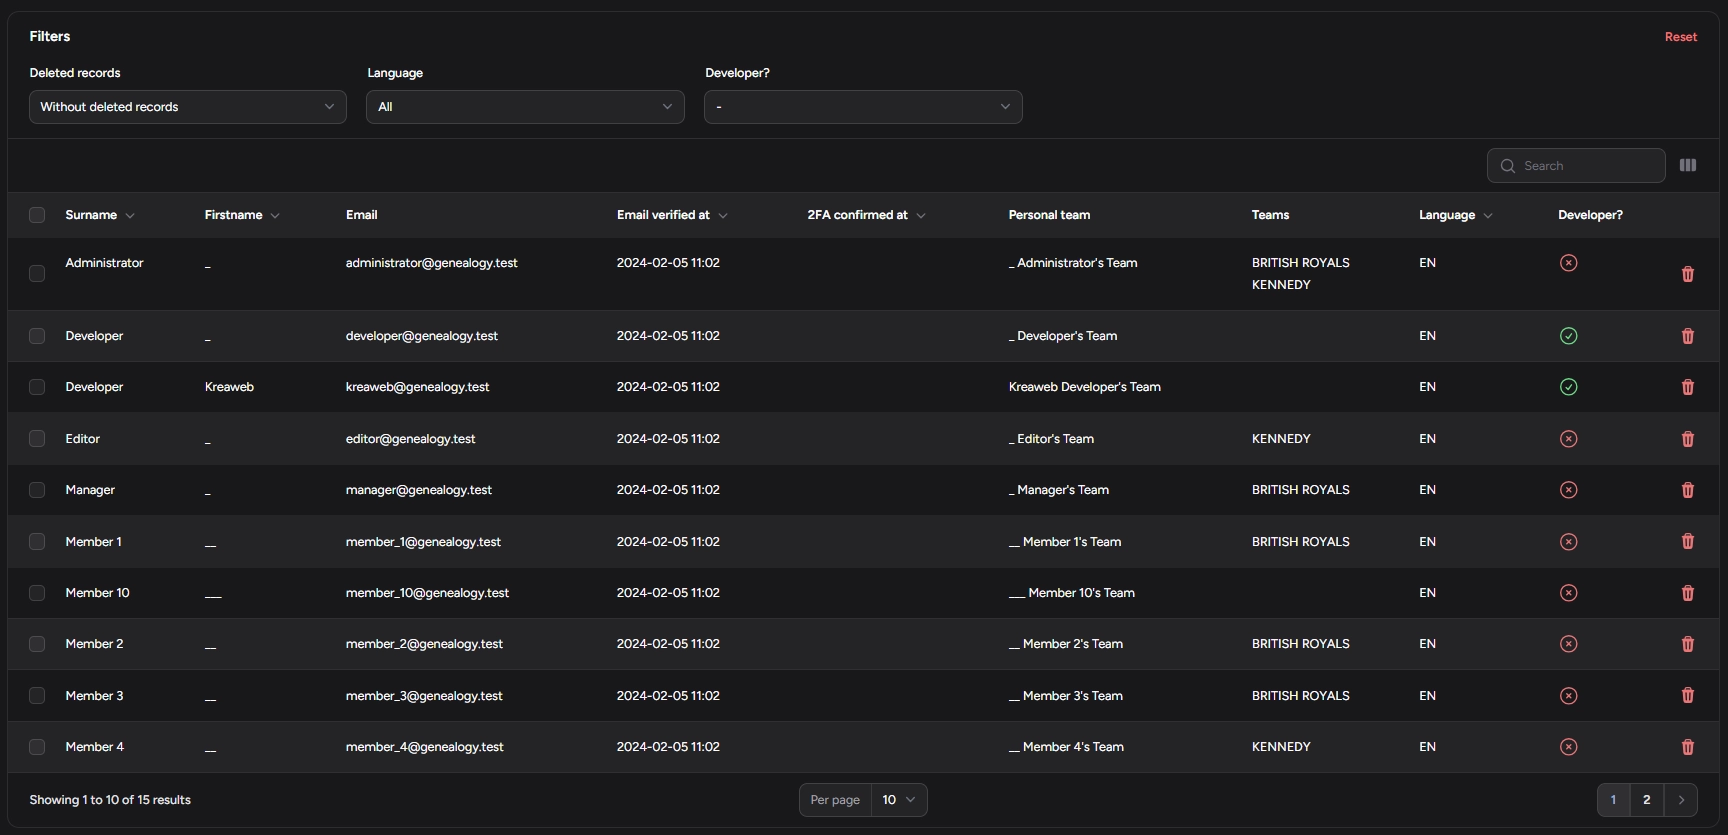 Filters
Reset
Deleted records Language Developer?
Without deleted records All -
Search
Surname Firstname Email Email verified at 2FA confirmed at Personal team Teams Language Developer?
Administrator _ administrator@genealogy.test 2024-02-05 11:02 _ Administrator's Team BRITISH ROYALS EN
KENNEDY
Developer _ developer@genealogy.test 2024-02-05 11:02 _ Developer's Team EN
Developer Kreaweb kreaweb@genealogy.test 2024-02-05 11:02 Kreaweb Developer's Team EN
Editor _ editor@genealogy.test 2024-02-05 11:02 _ Editor's Team KENNEDY EN
Manager _ manager@genealogy.test 2024-02-05 11:02 _ Manager's Team BRITISH ROYALS EN
Member 1 __ member_1@genealogy.test 2024-02-05 11:02 __ Member 1's Team BRITISH ROYALS EN
Member 10 ___ member_10@genealogy.test 2024-02-05 11:02 ___ Member 10's Team EN
Member 2 __ member_2@genealogy.test 2024-02-05 11:02 __ Member 2's Team BRITISH ROYALS EN
Member 3 __ member_3@genealogy.test 2024-02-05 11:02 __ Member 3's Team BRITISH ROYALS EN
Member 4 __ member_4@genealogy.test 2024-02-05 11:02 __ Member 4's Team KENNEDY EN
Showing 1 to 10 of 15 results Per page 10 1 2